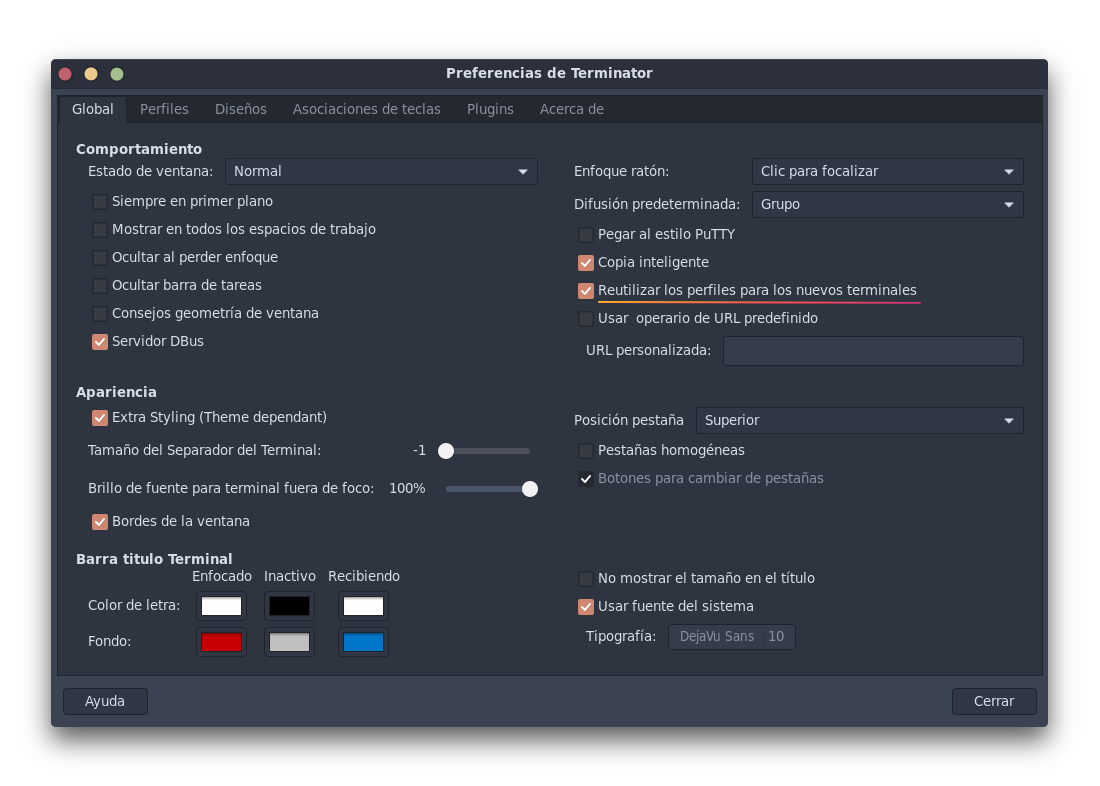 Preferencias de Terminator
Global Perfiles Diseños Asociaciones de teclas Plugins Acerca de
Comportamiento
Estado de ventana: Normal
Siempre en primer plano
Mostrar en todos los espacios de trabajo
Ocultar al perder enfoque
Ocultar barra de tareas
Consejos geometría de ventana
Servidor DBus
Enfoque ratón: Clic para focalizar
Difusión predeterminada: Grupo
Pegar al estilo PuTTY
Copia inteligente
Reutilizar los perfiles para los nuevos terminales
Usar  operario de URL predefinido
URL personalizada:
Apariencia
Extra Styling (Theme dependant)
Tamaño del Separador del Terminal: -1
Brillo de fuente para terminal fuera de foco: 100%
Bordes de la ventana
Posición pestaña Superior
Pestañas homogéneas
Botones para cambiar de pestañas
Barra titulo Terminal
Enfocado Inactivo Recibiendo
Color de letra:
Fondo:
No mostrar el tamaño en el título
Usar fuente del sistema
Tipografía: DejaVu Sans 10
Ayuda Cerrar